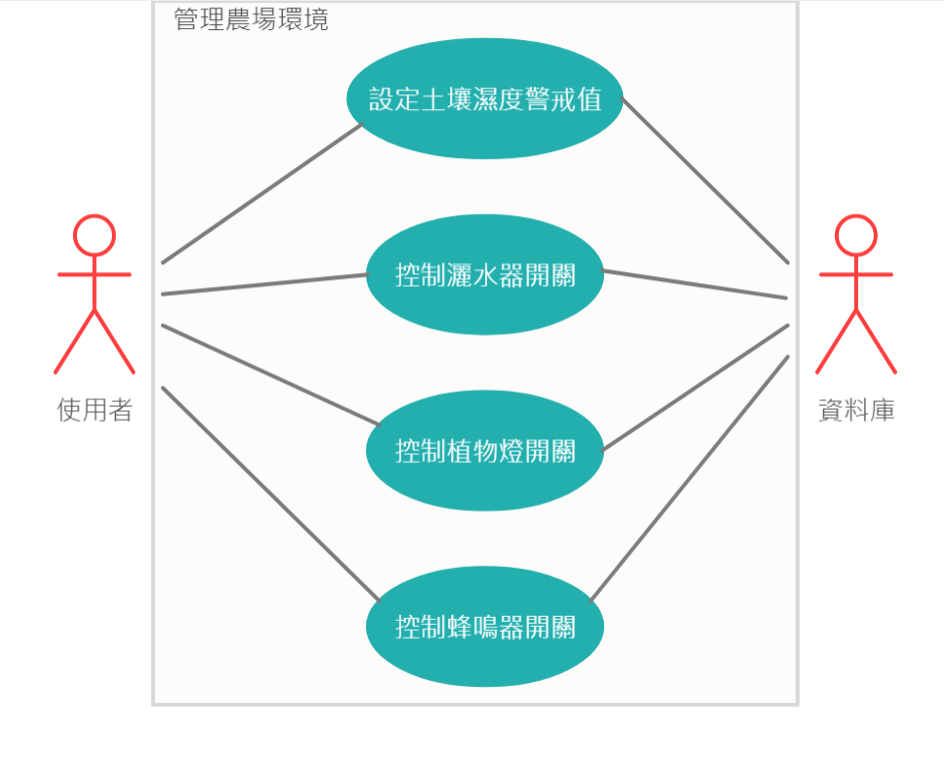 管理農場環境
設定土壤濕度警戒值
控制灑水器開關
控制植物燈開關
使用者
資料庫
控制蜂鳴器開關